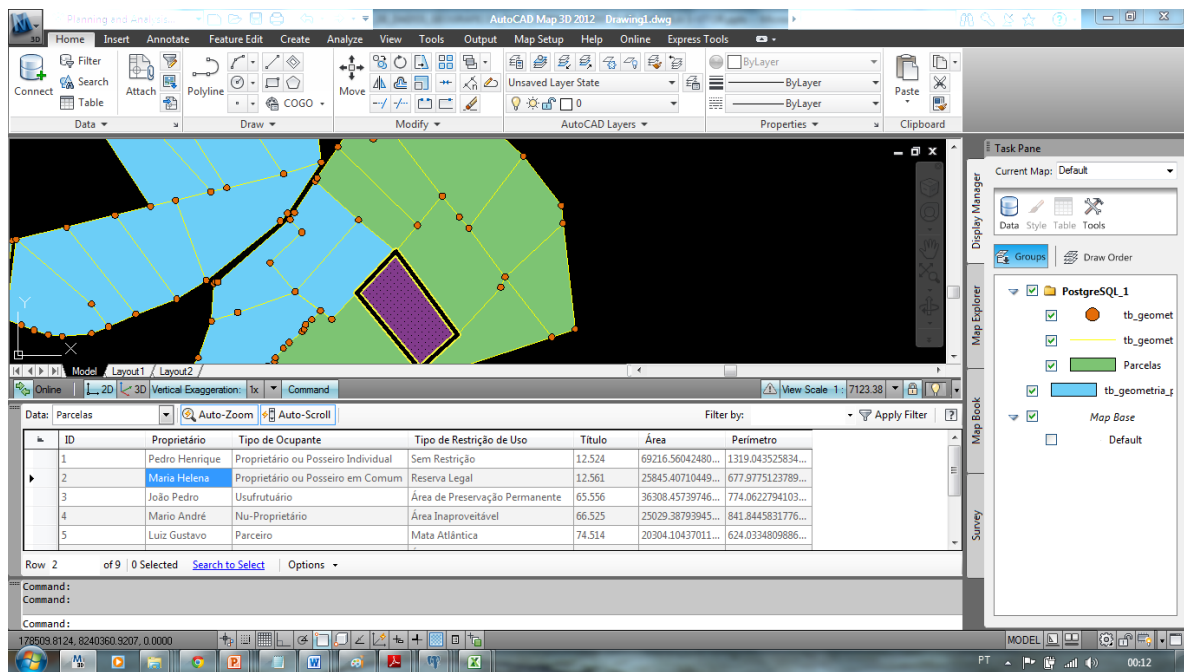 Planning and Analysis...
AutoCAD Map 3D 2012 Drawing1.dwg
3D
Home Insert Annotate Feature Edit Create Analyze View Tools Output Map Setup Help Online Express Tools
Connect
Filter
Search
Table
Attach
Polyline
COGO
Move
Unsaved Layer State
0
ByLayer
ByLayer
ByLayer
Paste
Data Draw Modify AutoCAD Layers Properties Clipboard
Y
X
Model Layout1 Layout2
Online 2D 3D Vertical Exaggeration: 1x Command View Scale 1 : 7123.38
Data: Parcelas Auto-Zoom Auto-Scroll Filter by: Apply Filter ?
ID Proprietário Tipo de Ocupante Tipo de Restrição de Uso Título Área Perímetro
1 Pedro Henrique Proprietário ou Posseiro Individual Sem Restrição 12.524 69216.56042480... 1319.043525834...
2 Maria Helena Proprietário ou Posseiro em Comum Reserva Legal 12.561 25845.40710449... 677.9775123789...
3 João Pedro Usufrutuário Área de Preservação Permanente 65.556 36308.45739746... 774.0622794103...
4 Mario André Nu-Proprietário Área Inaproveitável 66.525 25029.38793945... 841.8445831776...
5 Luiz Gustavo Parceiro Mata Atlântica 74.514 20304.10437011... 624.0334809886...
Row 2 of 9 0 Selected Search to Select Options
Command:
Command:
Command:
178509.8124, 8240360.9207, 0.0000
MODEL
Task Pane
Current Map: Default
Data Style Table Tools
Groups Draw Order
PostgreSQL_1
tb_geomet
tb_geomet
Parcelas
tb_geometria_p
Map Base
Default
Display Manager
Map Explorer
Map Book
Survey
PT 00:12